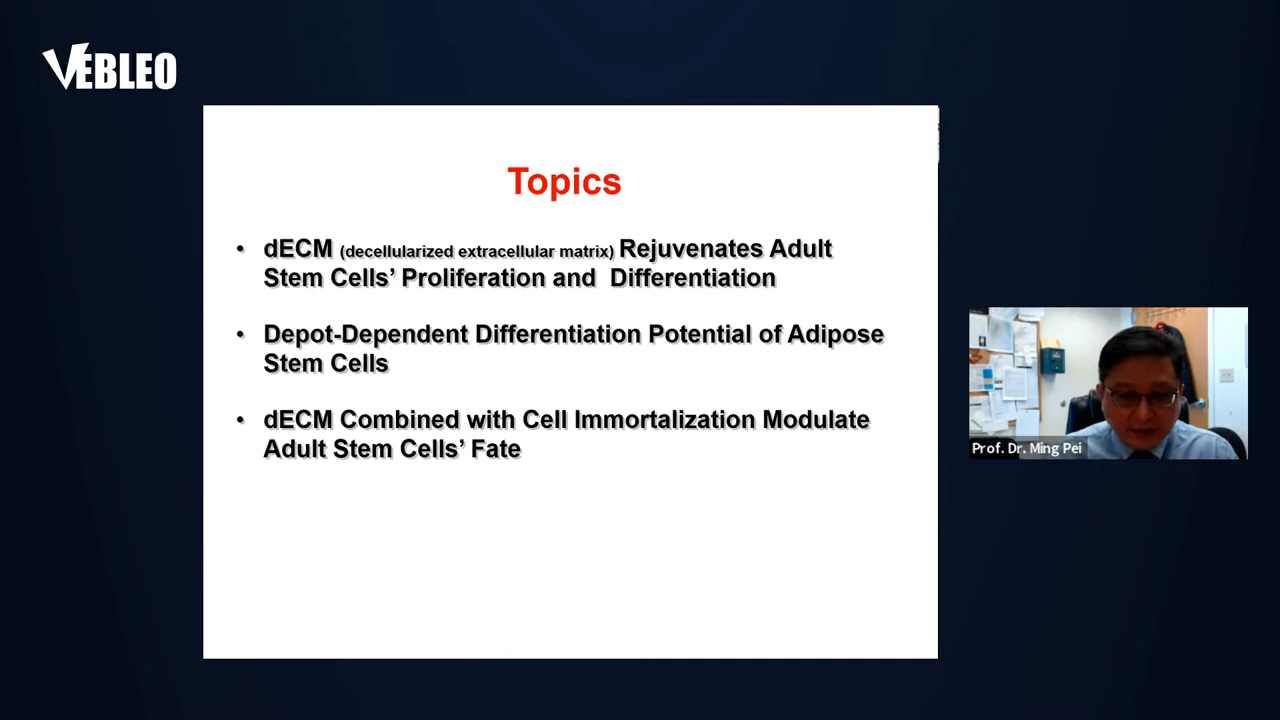 VEBLEO
Topics
• dECM (decellularized extracellular matrix) Rejuvenates Adult
Stem Cells’ Proliferation and Differentiation
• Depot-Dependent Differentiation Potential of Adipose
Stem Cells
• dECM Combined with Cell Immortalization Modulate
Adult Stem Cells’ Fate
Prof. Dr. Ming Pei